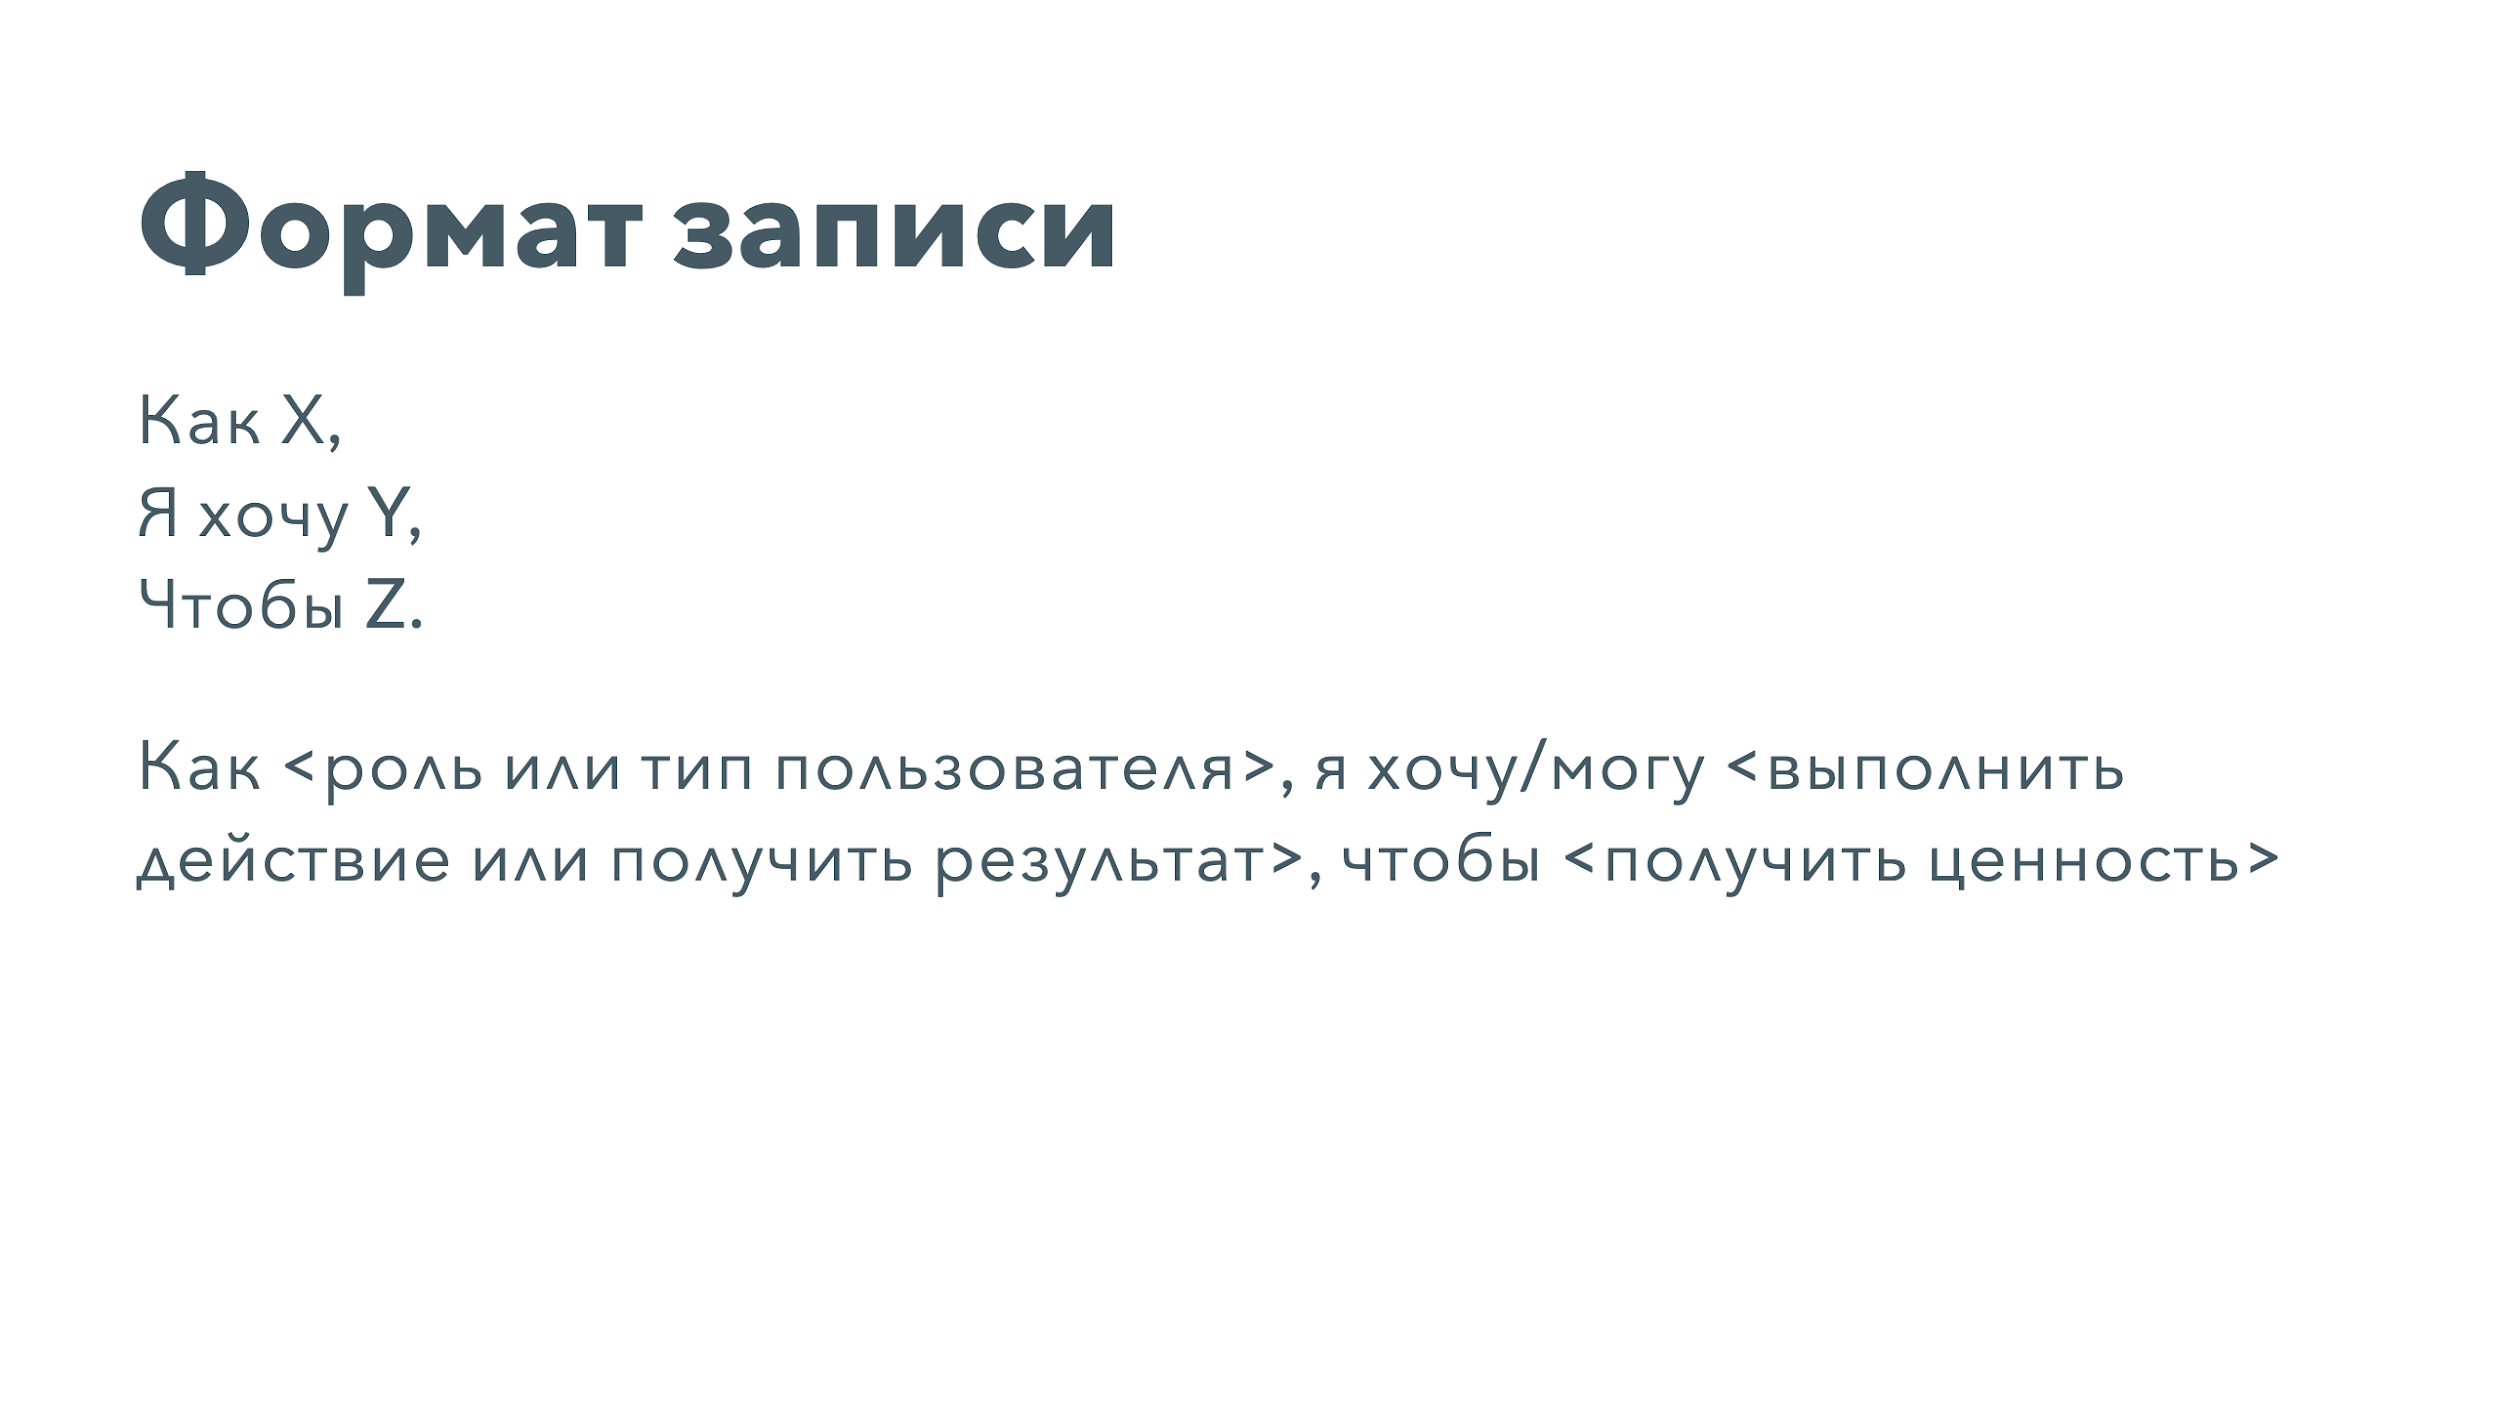 Формат записи
Как X,
Я хочу Y,
Чтобы Z.
Как <роль или тип пользователя>, я хочу/могу <выполнить
действие или получить результат>, чтобы <получить ценность>